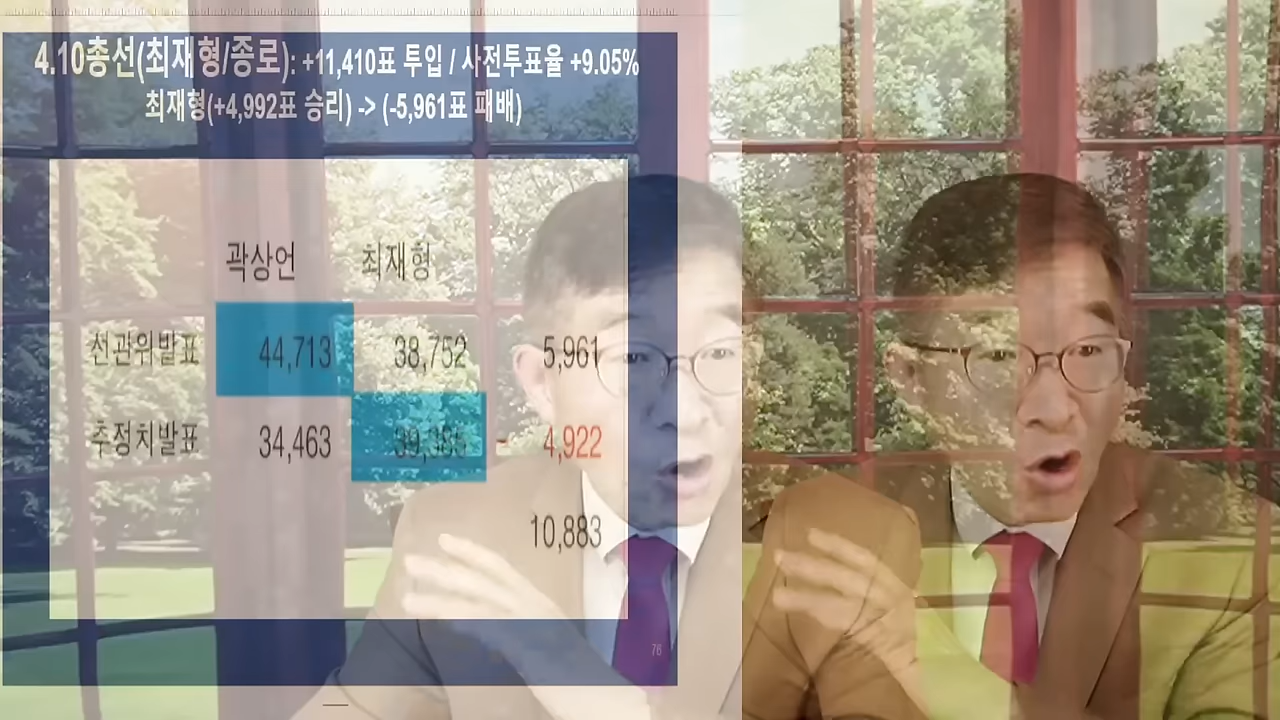 4.10총선(최재형/종로): +11,410표 투입 / 사전투표율 +9.05%
최재형(+4,992표 승리) -> (-5,961표 패배)
곽상언 최재형
선관위발표 44,713 38,752 5,961
추정치발표 34,463 39,385 - 4,922
10,883
76